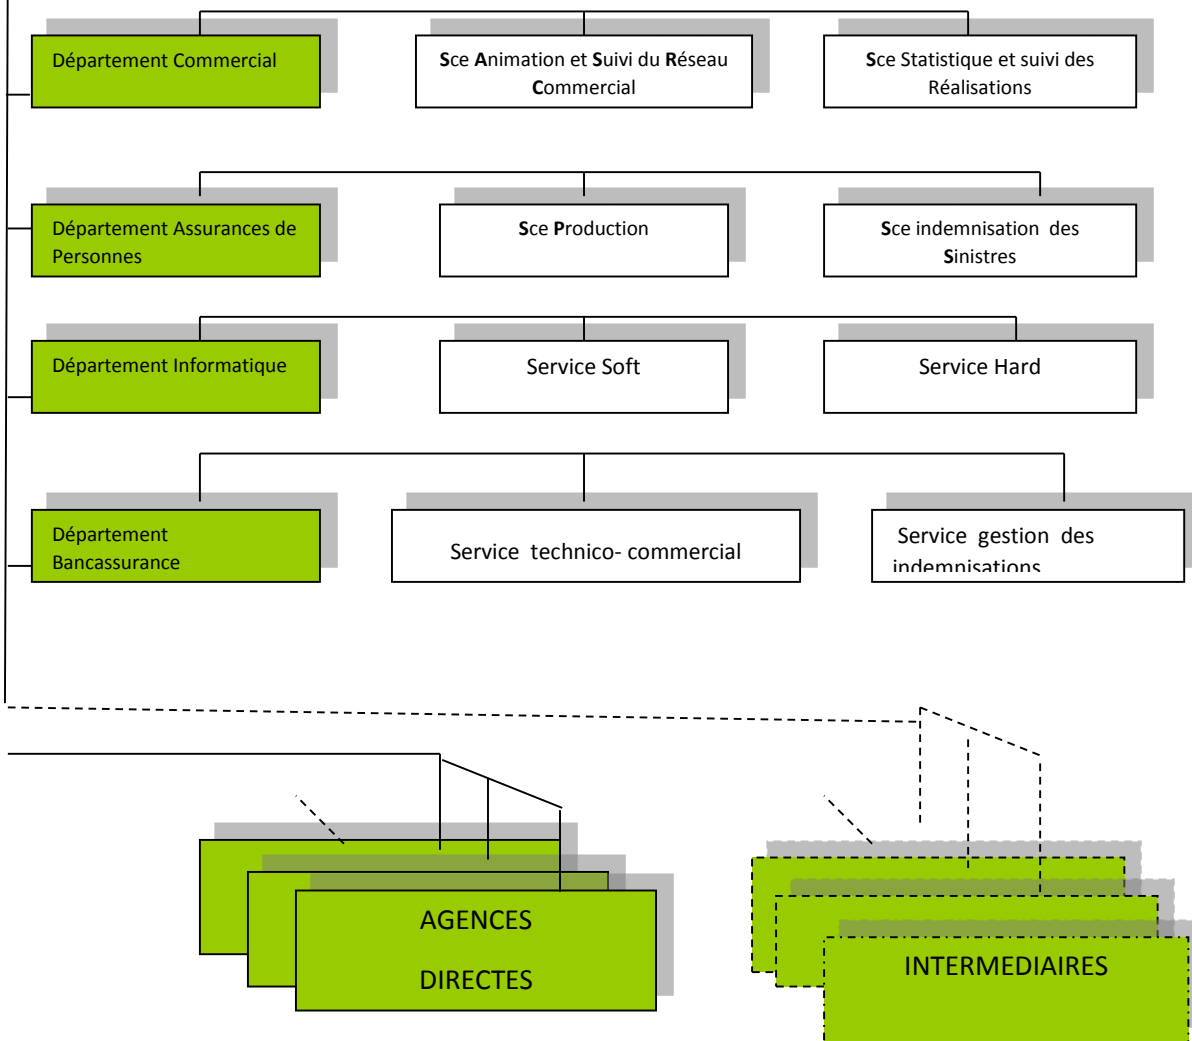 Département Commercial
Sce Animation et Suivi du Réseau
Commercial
Sce Statistique et suivi des
Réalisations
Département Assurances de
Personnes
Sce Production
Sce indemnisation des
Sinistres
Département Informatique
Service Soft
Service Hard
Département
Bancassurance
Service technico- commercial
Service gestion des
indemnisations
AGENCES
DIRECTES
INTERMEDIAIRES